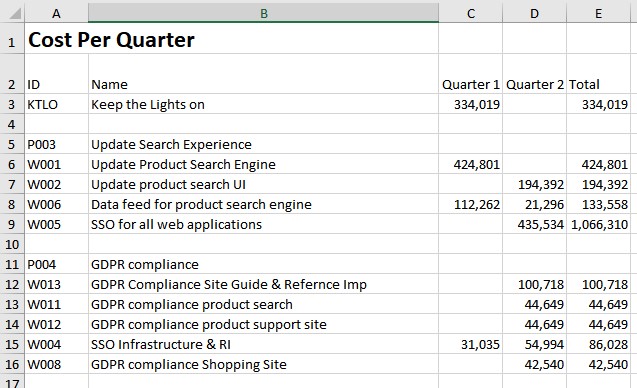 A B C D E
1 Cost Per Quarter
2 ID Name Quarter 1 Quarter 2 Total
3 KTLO Keep the Lights on 334,019 334,019
4
5 P003 Update Search Experience
6 W001 Update Product Search Engine 424,801 424,801
7 W002 Update product search UI 194,392 194,392
8 W006 Data feed for product search engine 112,262 21,296 133,558
9 W005 SSO for all web applications 435,534 1,066,310
10
11 P004 GDPR compliance
12 W013 GDPR Compliance Site Guide & Refernce Imp 100,718 100,718
13 W011 GDPR compliance product search 44,649 44,649
14 W012 GDPR compliance product support site 44,649 44,649
15 W004 SSO Infrastructure & RI 31,035 54,994 86,028
16 W008 GDPR compliance Shopping Site 42,540 42,540
17